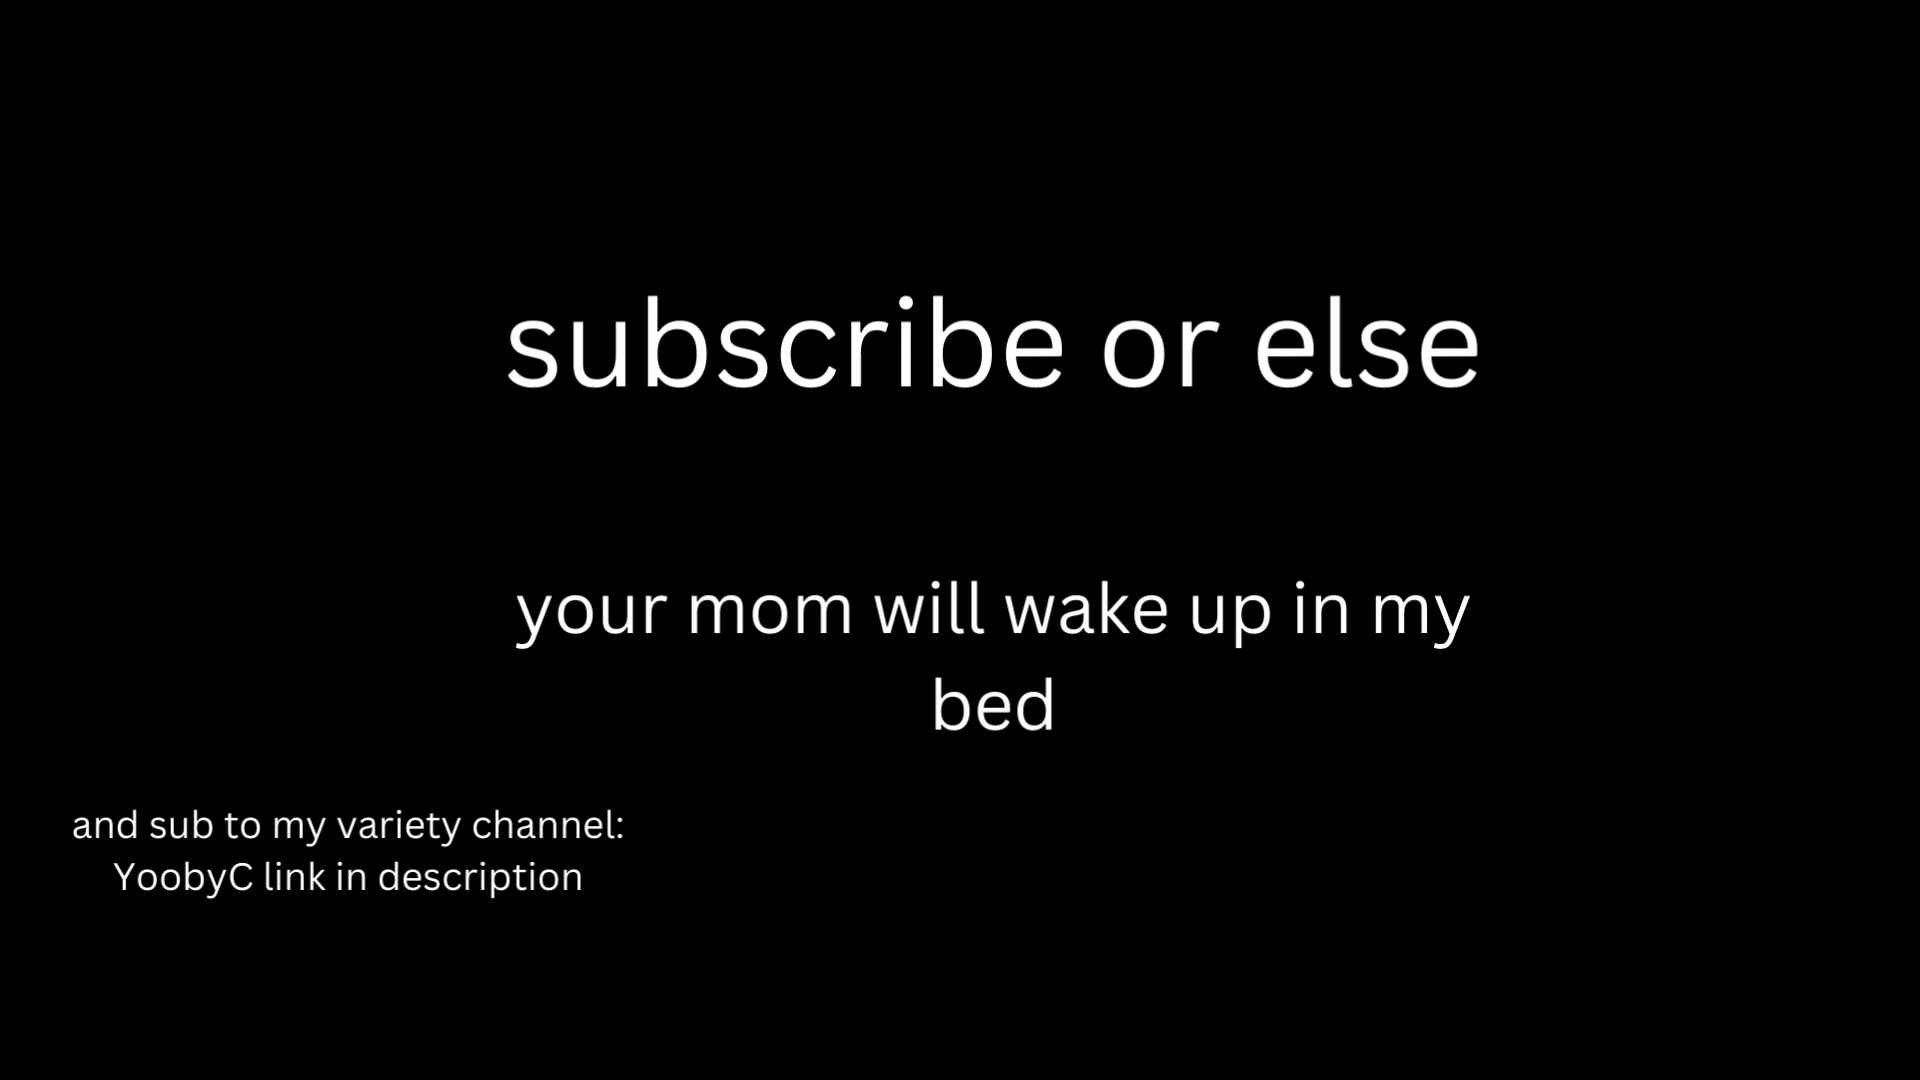 subscribe or else
your mom will wake up in my
bed
and sub to my variety channel:
YoobyC link in description